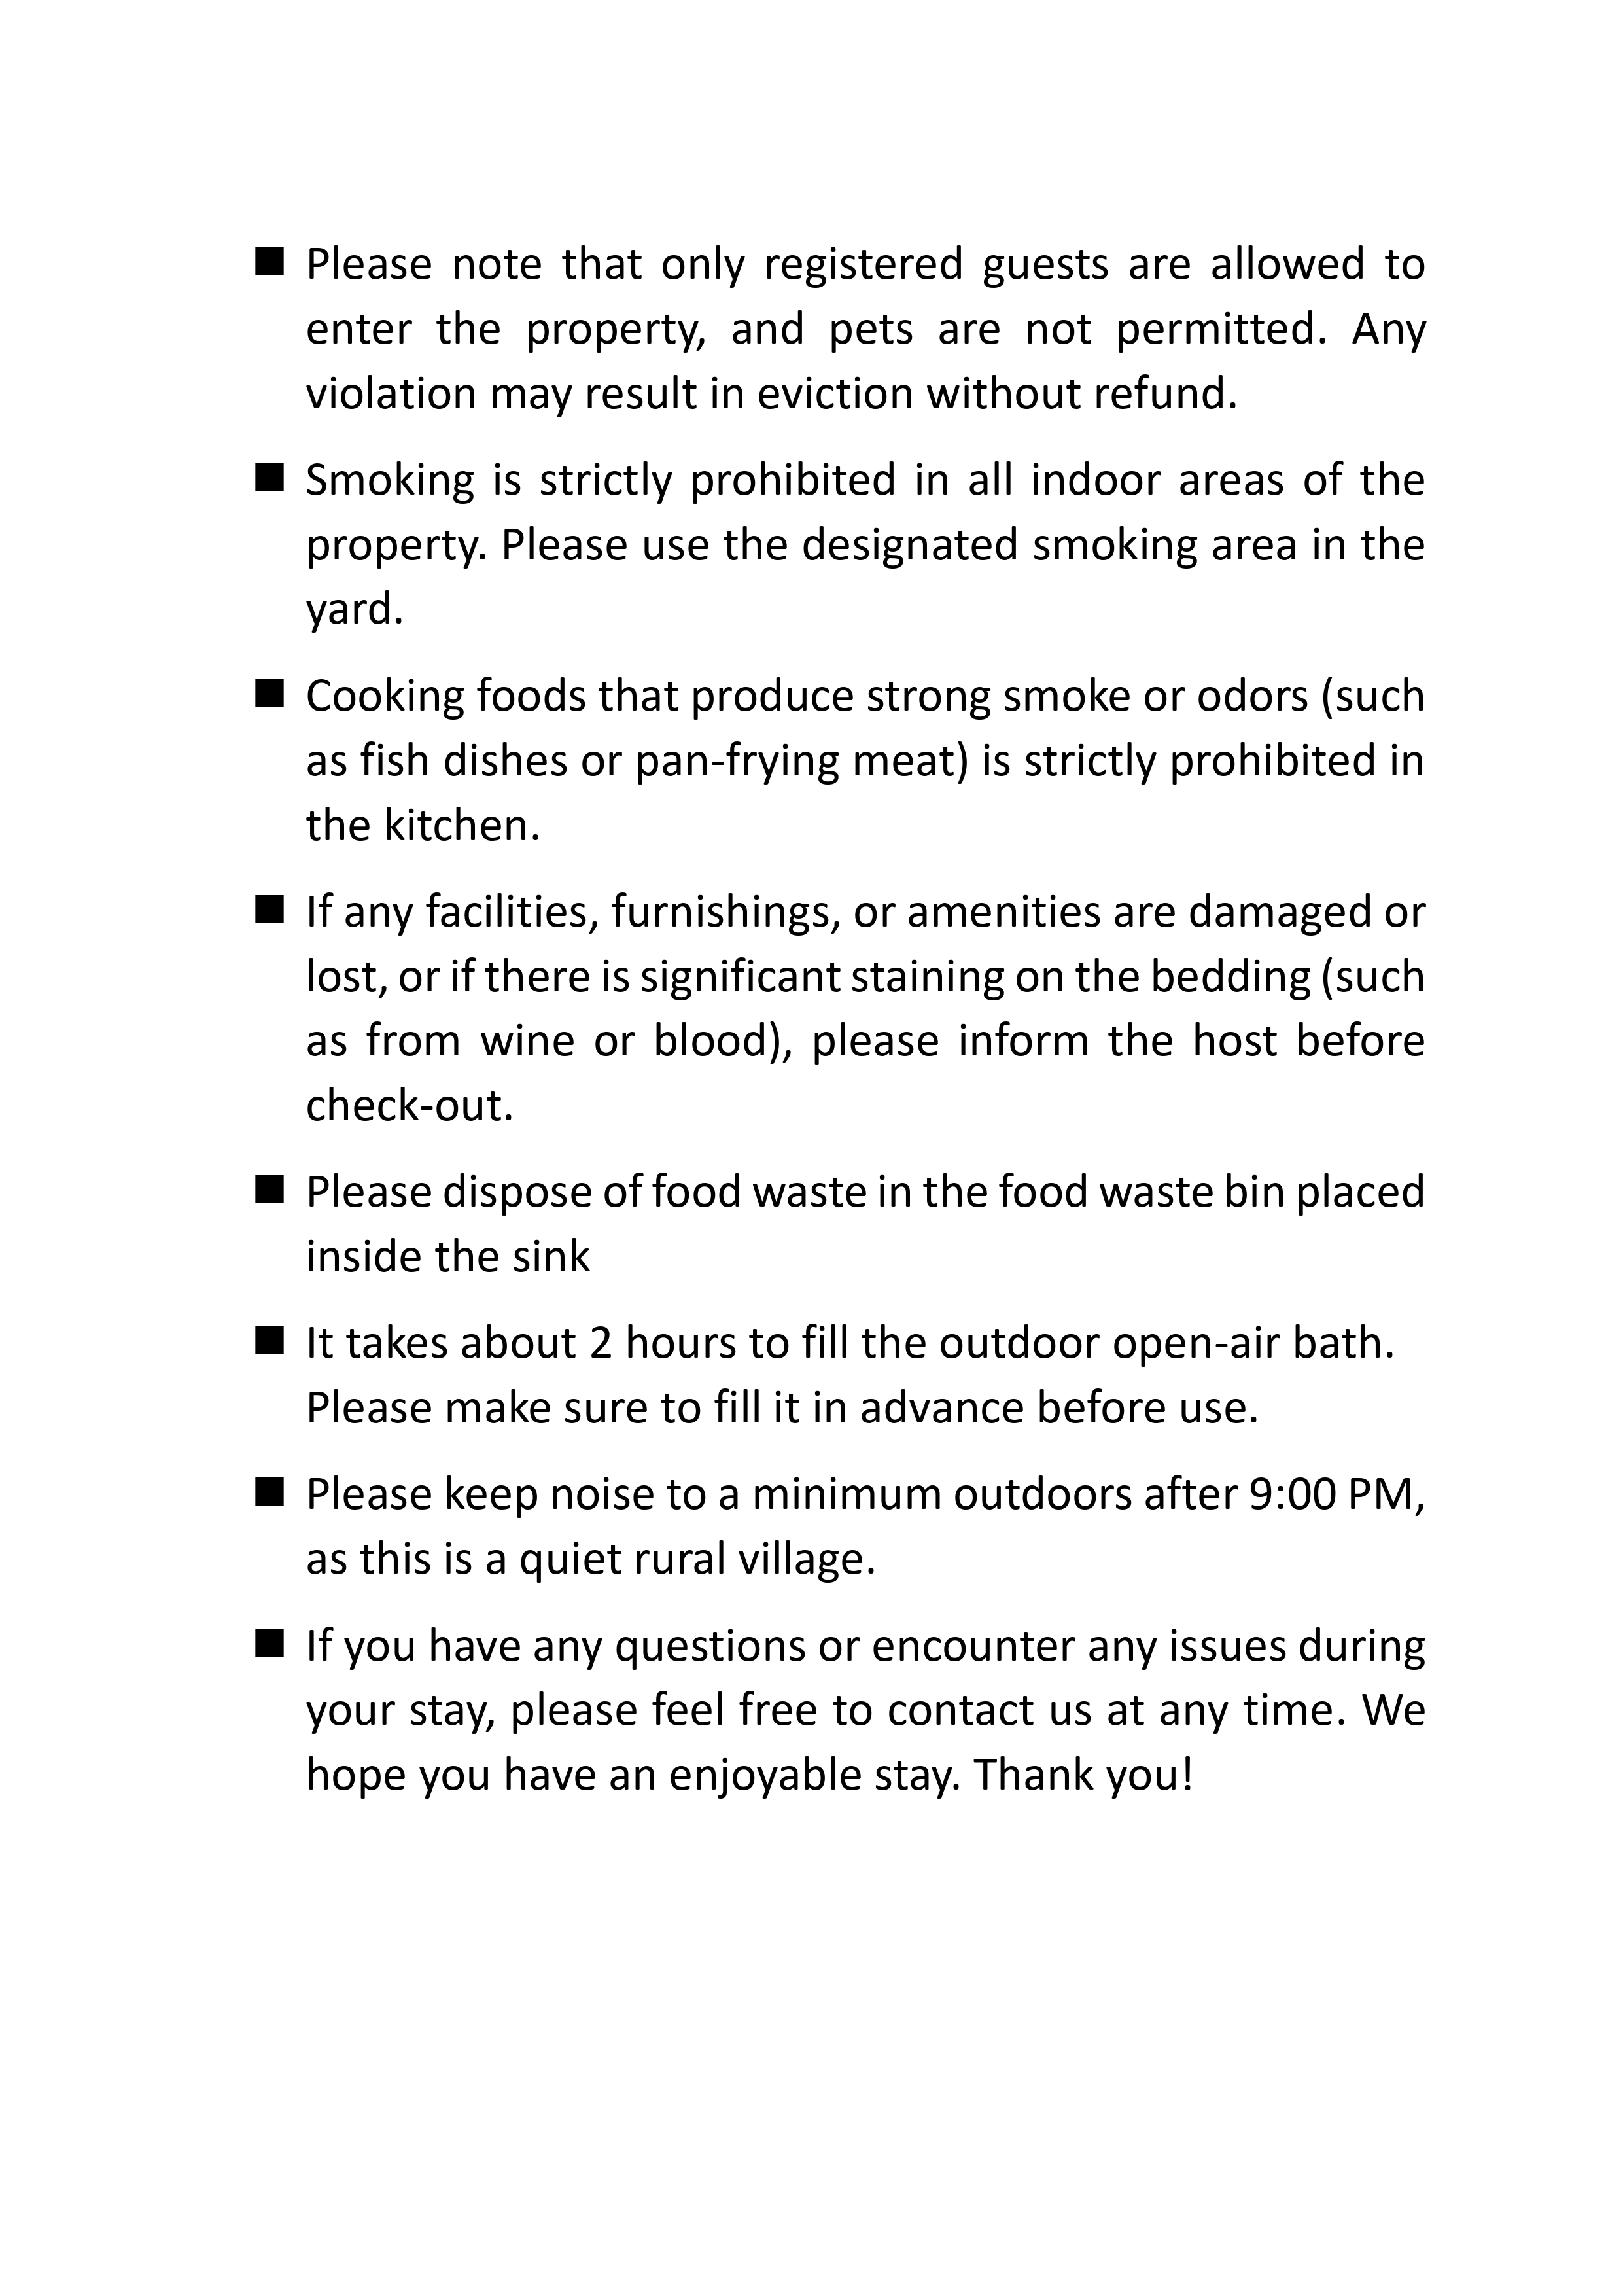 ■ Please note that only registered guests are allowed to
enter the property, and pets are not permitted. Any
violation may result in eviction without refund.
■ Smoking is strictly prohibited in all indoor areas of the
property. Please use the designated smoking area in the
yard.
■ Cooking foods that produce strong smoke or odors (such
as fish dishes or pan-frying meat) is strictly prohibited in
the kitchen.
■ If any facilities, furnishings, or amenities are damaged or
lost, or if there is significant staining on the bedding (such
as from wine or blood), please inform the host before
check-out.
■ Please dispose of food waste in the food waste bin placed
inside the sink
■ It takes about 2 hours to fill the outdoor open-air bath.
Please make sure to fill it in advance before use.
■ Please keep noise to a minimum outdoors after 9:00 PM,
as this is a quiet rural village.
■ If you have any questions or encounter any issues during
your stay, please feel free to contact us at any time. We
hope you have an enjoyable stay. Thank you!